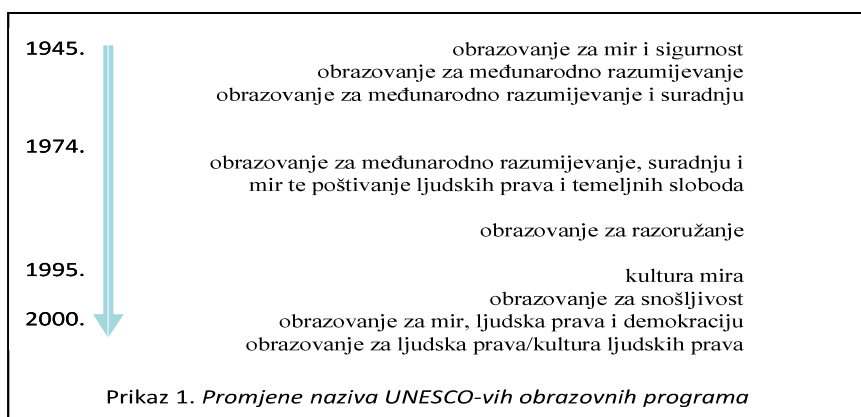 1945. obrazovanje za mir i sigurnost
obrazovanje za međunarodno razumijevanje
obrazovanje za međunarodno razumijevanje i suradnju
1974. obrazovanje za međunarodno razumijevanje, suradnju i
mir te poštivanje ljudskih prava i temeljnih sloboda
obrazovanje za razoružanje
1995. kultura mira
obrazovanje za snošljivost
2000. obrazovanje za mir, ljudska prava i demokraciju
obrazovanje za ljudska prava/kultura ljudskih prava
Prikaz 1. Promjene naziva UNESCO-vih obrazovnih programa